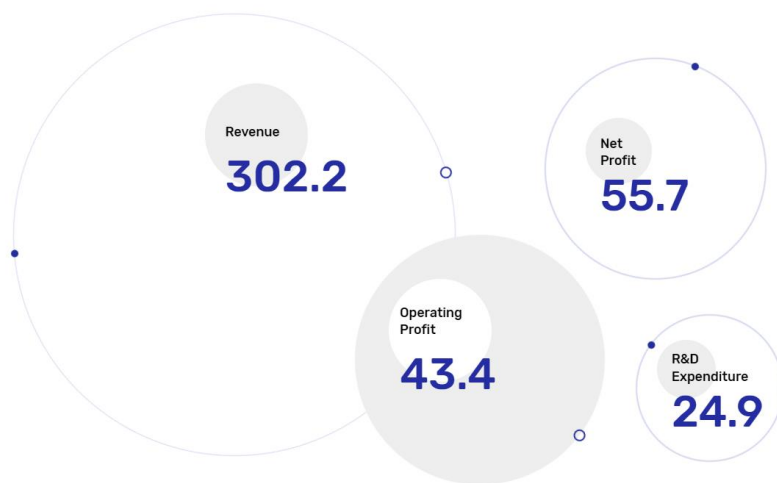 Revenue
302.2
Net
Profit
55.7
Operating
Profit
43.4
R&D
Expenditure
24.9